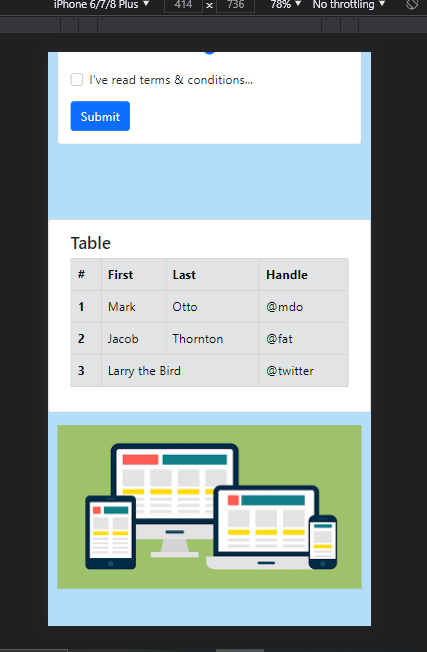 iPhone 6/7/8 Plus ▼ 414 x 736 78% ▼ No throttling ▼
I've read terms & conditions...
Submit
Table
# First Last Handle
1 Mark Otto @mdo
2 Jacob Thornton @fat
3 Larry the Bird @twitter